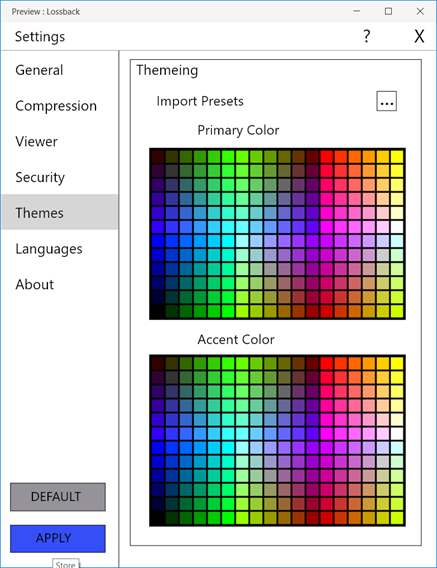 Preview : Lossback
Settings
?
X
General
Compression
Viewer
Security
Themes
Languages
About
Themeing
Import Presets
...
Primary Color
Accent Color
DEFAULT
APPLY
Store